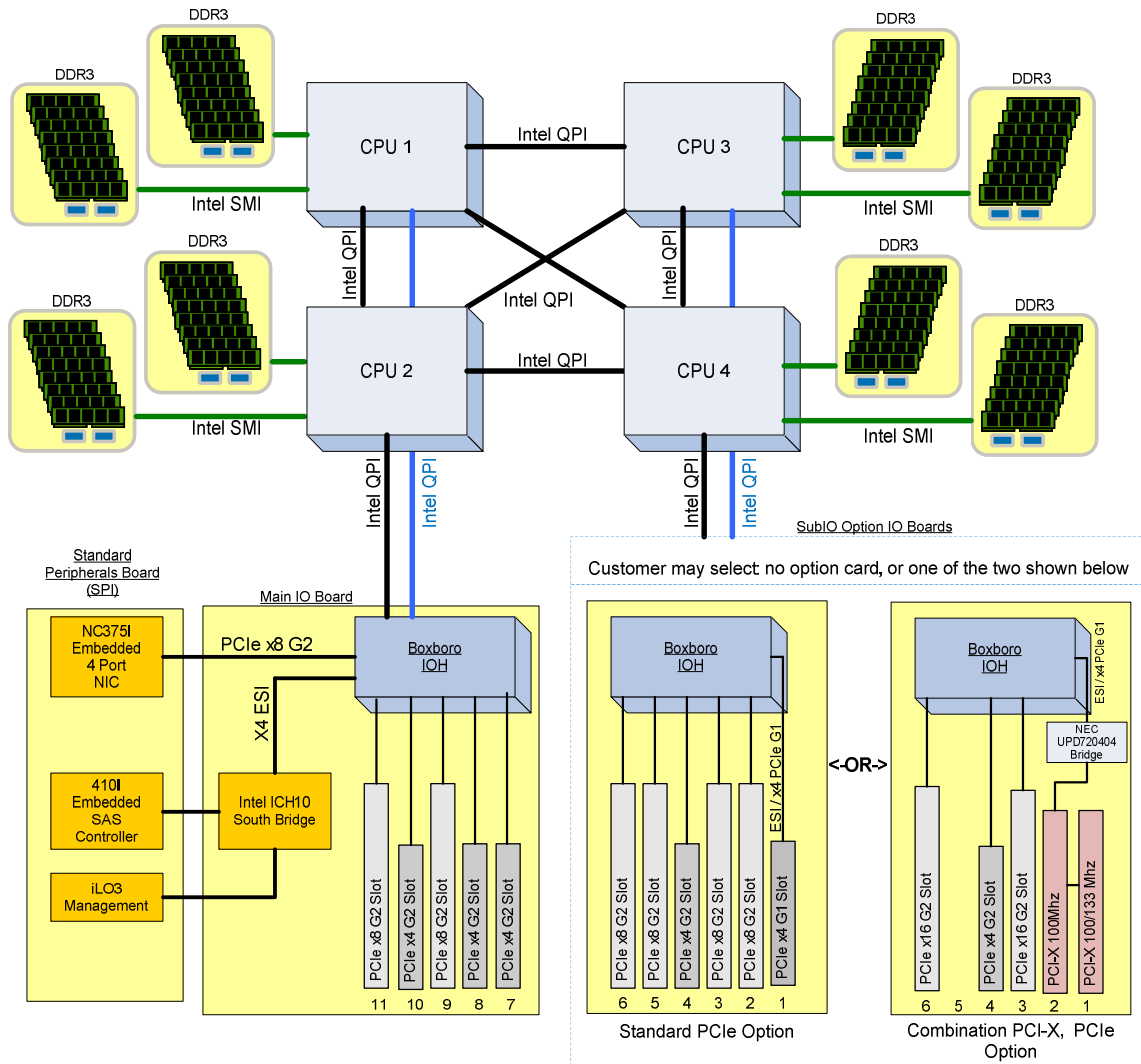 DDR3
DDR3
DDR3
DDR3
CPU 1
Intel QPI
CPU 3
Intel SMI
Intel SMI
DDR3
DDR3
DDR3
DDR3
Intel QPI
Intel QPI
Intel QPI
CPU 2
Intel QPI
CPU 4
Intel SMI
Intel SMI
Intel QPI
Intel QPI
Intel QPI
Intel QPI
SubIO Option IO Boards
Customer may select: no option card, or one of the two shown below
Standard
Peripherals Board
(SPI)
Main IO Board
NC375I
Embedded
4 Port
NIC
PCIe x8 G2
X4 ESI
Boxboro
IOH
410I
Embedded
SAS
Controller
Intel ICH10
South Bridge
iLO3
Management
PCIe x8 G2 Slot
PCIe x4 G2 Slot
PCIe x8 G2 Slot
PCIe x4 G2 Slot
PCIe x4 G2 Slot
11
10
9
8
7
Boxboro
IOH
ESI / x4 PCIe G1
PCIe x8 G2 Slot
PCIe x8 G2 Slot
PCIe x4 G2 Slot
PCIe x8 G2 Slot
PCIe x8 G2 Slot
PCIe x4 G1 Slot
6
5
4
3
2
1
Standard PCIe Option
<-OR->
Boxboro
IOH
ESI / x4 PCIe G1
NEC
UPD720404
Bridge
PCIe x16 G2 Slot
PCIe x4 G2 Slot
PCIe x16 G2 Slot
PCI-X 100Mhz
PCI-X 100/133 Mhz
6
5
4
3
2
1
Combination PCI-X, PCIe
Option